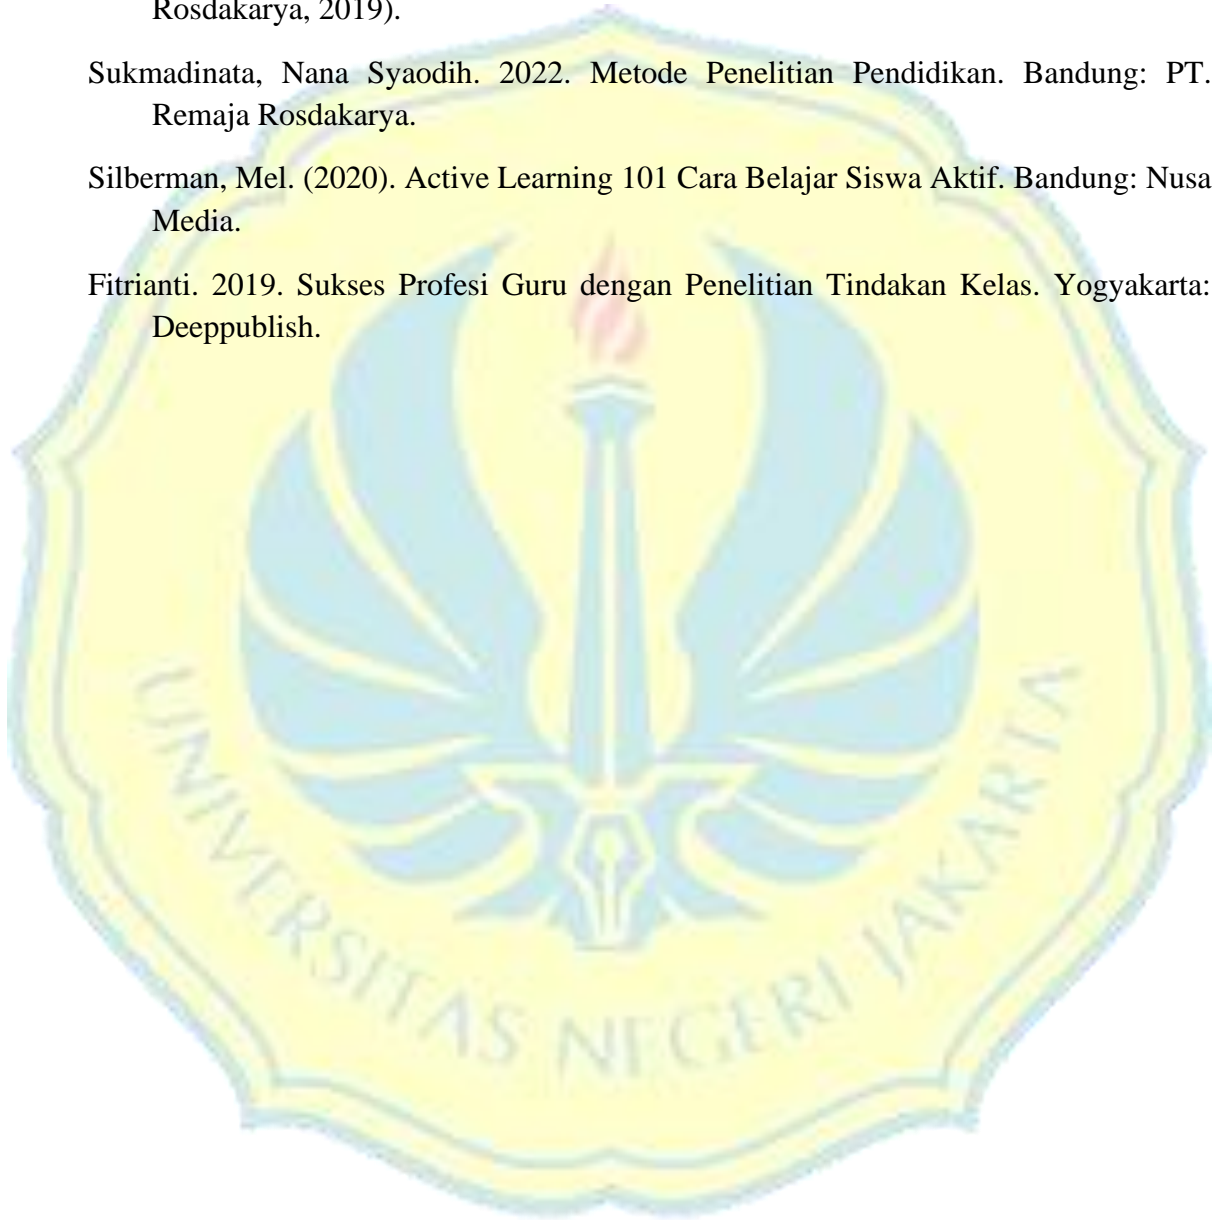 Rosdakarya, 2019).
Sukmadinata, Nana Syaodih. 2022. Metode Penelitian Pendidikan. Bandung: PT.
Remaja Rosdakarya.
Silberman, Mel. (2020). Active Learning 101 Cara Belajar Siswa Aktif. Bandung: Nusa
Media.
Fitrianti. 2019. Sukses Profesi Guru dengan Penelitian Tindakan Kelas. Yogyakarta:
Deeppublish.
UNIVERSITAS NEGERI JAKARTA